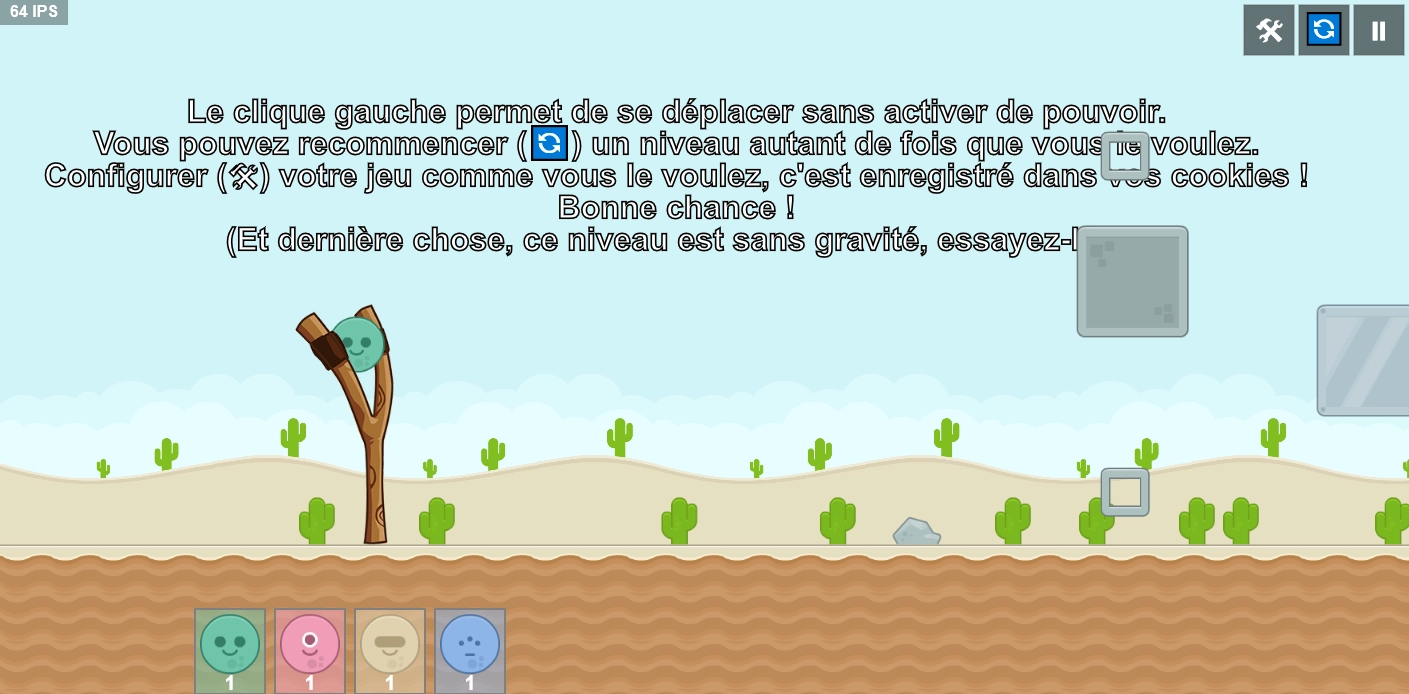 64 IPS
Le clique gauche permet de se déplacer sans activer de pouvoir.
Vous pouvez recommencer (🔄) un niveau autant de fois que vous le voulez.
Configurer (🛠) votre jeu comme vous le voulez, c'est enregistré dans vos cookies !
Bonne chance !
(Et dernière chose, ce niveau est sans gravité, essayez-l
1 1 1 1